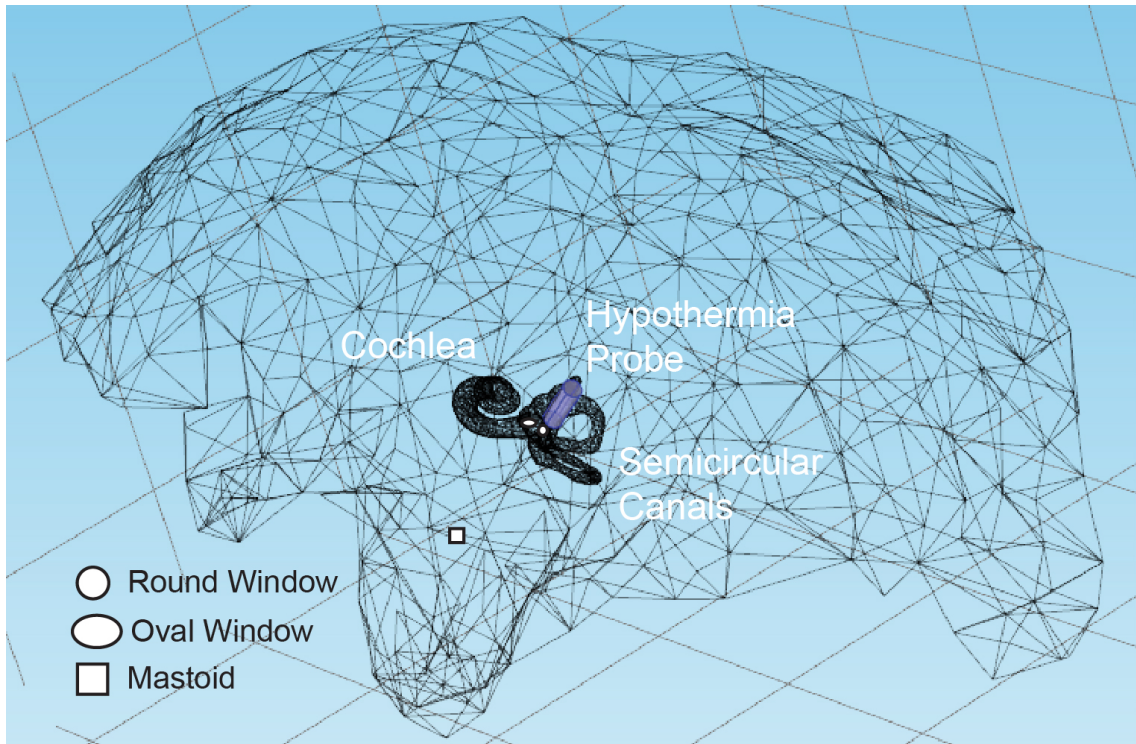 Hypothermia
Probe
Cochlea
Semicircular
Canals
Round Window
Oval Window
Mastoid